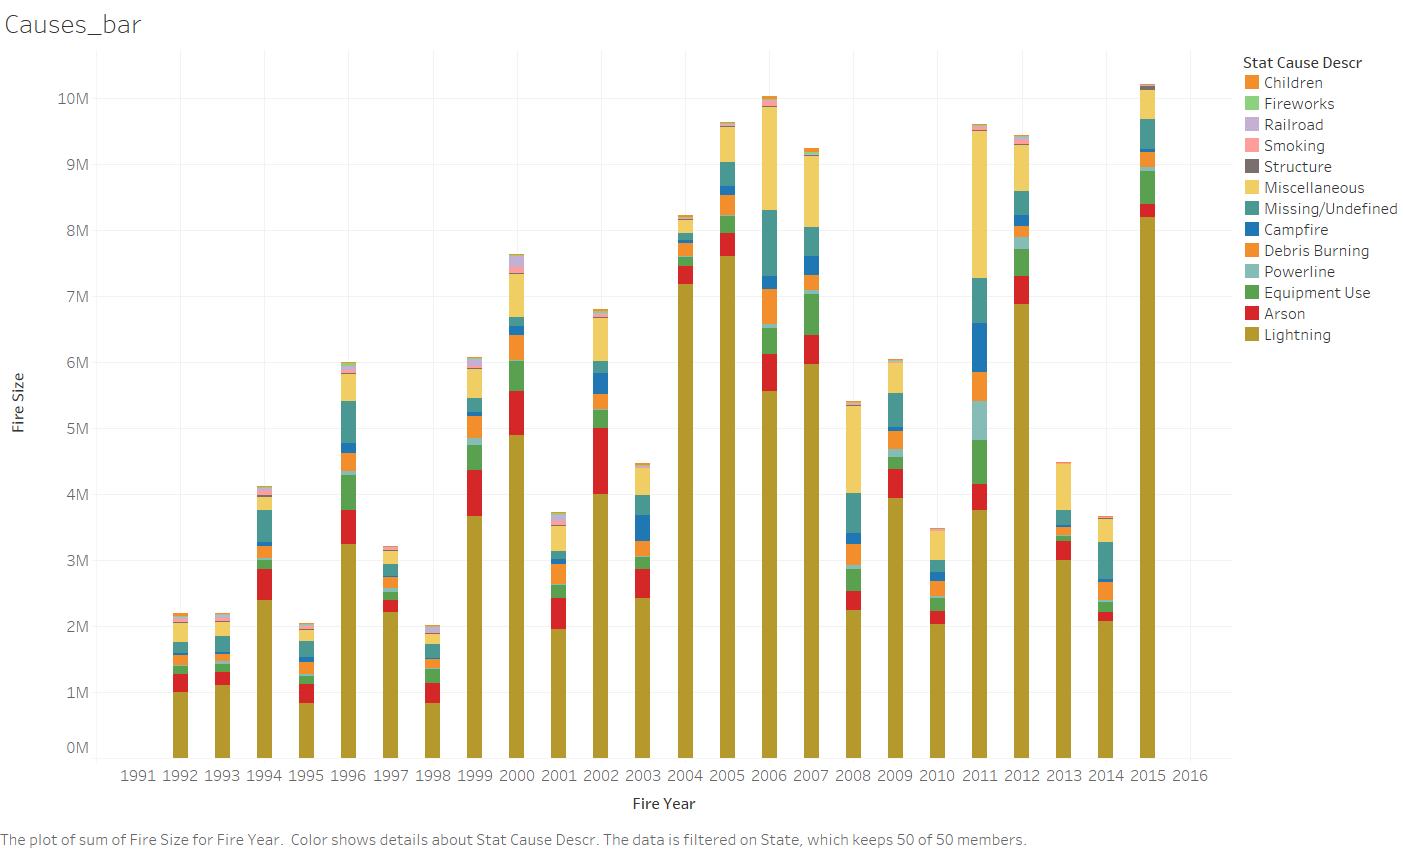 Causes_bar
Stat Cause Descr
Children
Fireworks
Railroad
Smoking
Structure
Miscellaneous
Missing/Undefined
Campfire
Debris Burning
Powerline
Equipment Use
Arson
Lightning
Fire Size
10M
9M
8M
7M
6M
5M
4M
3M
2M
1M
0M
1991 1992 1993 1994 1995 1996 1997 1998 1999 2000 2001 2002 2003 2004 2005 2006 2007 2008 2009 2010 2011 2012 2013 2014 2015 2016
Fire Year
The plot of sum of Fire Size for Fire Year.  Color shows details about Stat Cause Descr. The data is filtered on State, which keeps 50 of 50 members.